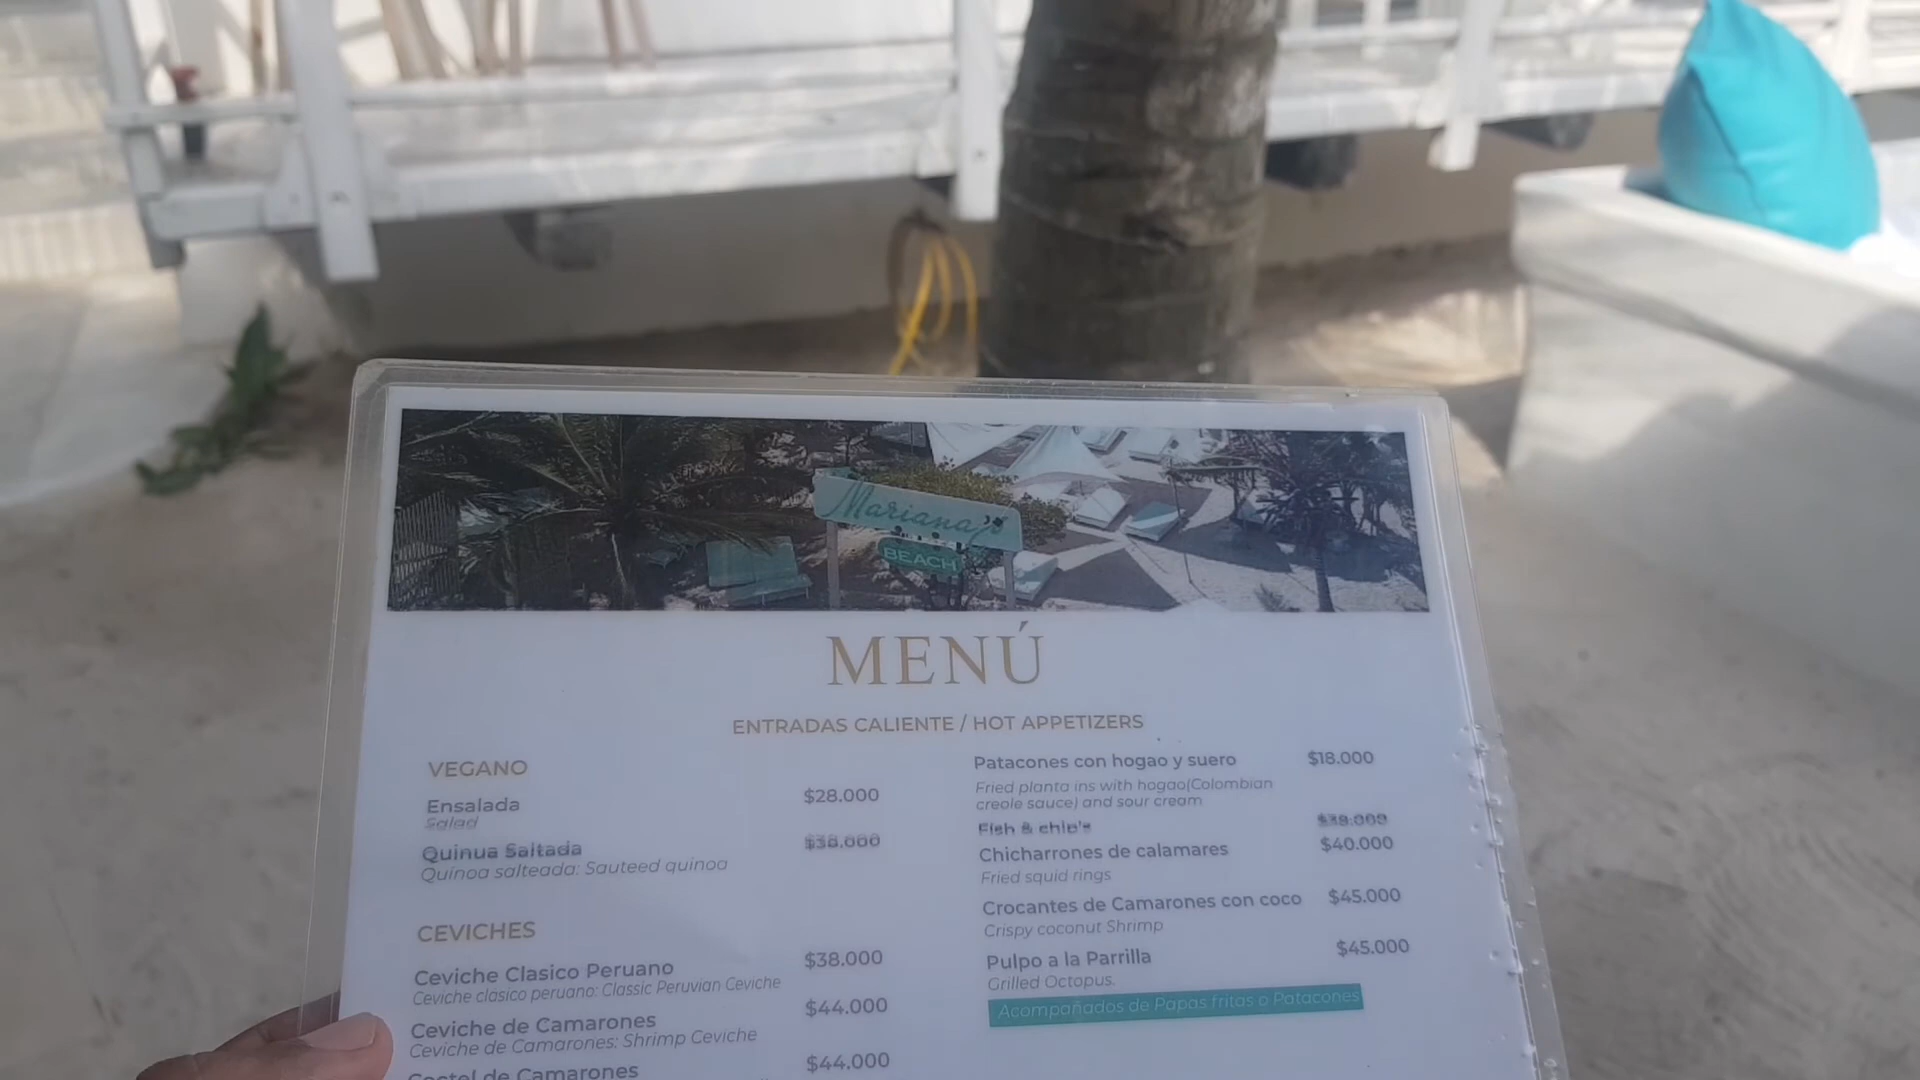 Mariana's
BEACH
MENÚ
ENTRADAS CALIENTE / HOT APPETIZERS
VEGANO
Ensalada $28.000
Salad
Quinua Saltada $38.000
Quinoa salteada: Sauteed quinoa
CEVICHES
Ceviche Clasico Peruano $38.000
Ceviche clasico peruano: Classic Peruvian Ceviche
Ceviche de Camarones $44.000
Ceviche de Camarones: Shrimp Ceviche
de Camarones $44.000
Patacones con hogao y suero $18.000
Fried planta ins with hogao(Colombian
creole sauce) and sour cream
Fish & chip's $38.000
Chicharrones de calamares $40.000
Fried squid rings
Crocantes de Camarones con coco $45.000
Crispy coconut Shrimp
Pulpo a la Parrilla $45.000
Grilled Octopus.
Acompañados de Papas fritas o Patacones